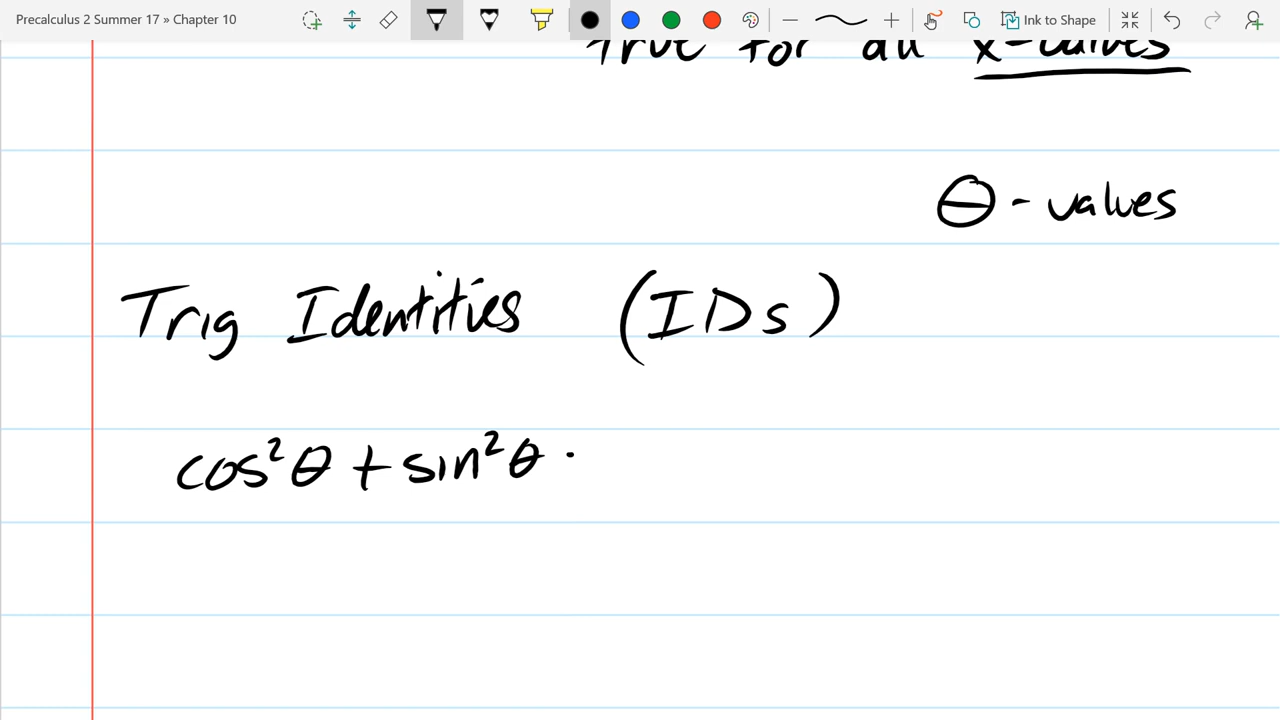 Precalculus 2 Summer 17 » Chapter 10
Ink to Shape
True for all x-values
θ - values
Trig Identities (IDs)
cos²θ + sin²θ ·